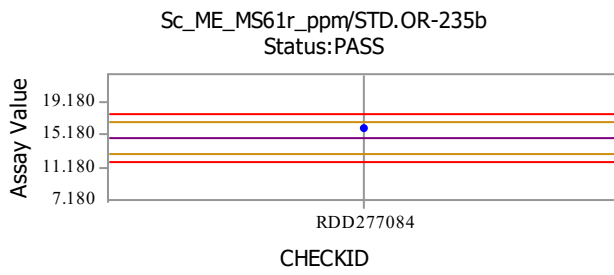 Sc_ME_MS61r_ppm/STD.OR-235b
Status:PASS
Assay Value
19.180
15.180
11.180
7.180
RDD277084
CHECKID